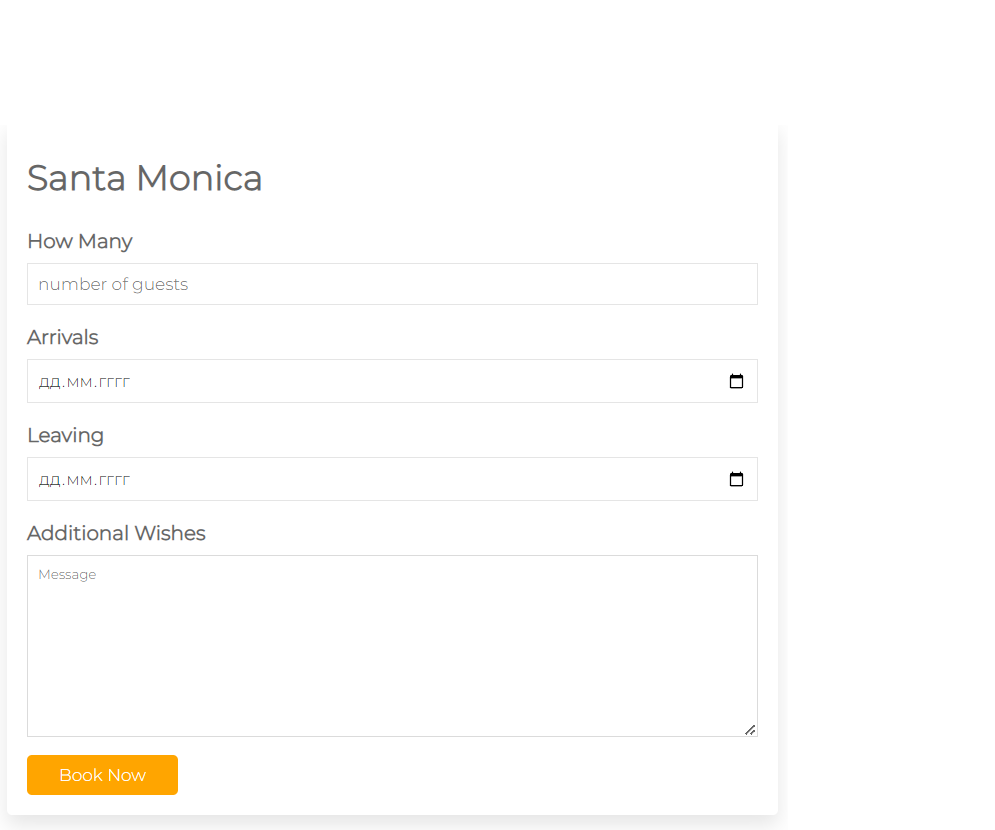 Santa Monica
How Many
number of guests
Arrivals
дд.мм.гггг
Leaving
дд.мм.гггг
Additional Wishes
Message
Book Now